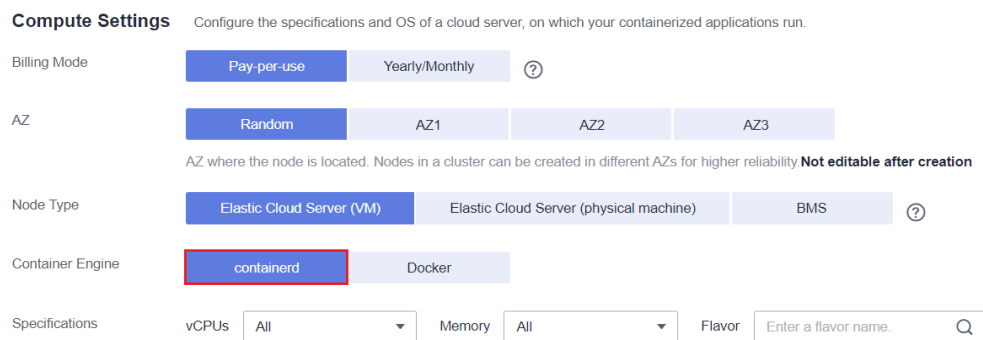 Compute Settings Configure the specifications and OS of a cloud server, on which your containerized applications run.
Billing Mode Pay-per-use Yearly/Monthly ?
AZ Random AZ1 AZ2 AZ3
AZ where the node is located. Nodes in a cluster can be created in different AZs for higher reliability.Not editable after creation
Node Type Elastic Cloud Server (VM) Elastic Cloud Server (physical machine) BMS ?
Container Engine containerd Docker
Specifications vCPUs All Memory All Flavor Enter a flavor name.